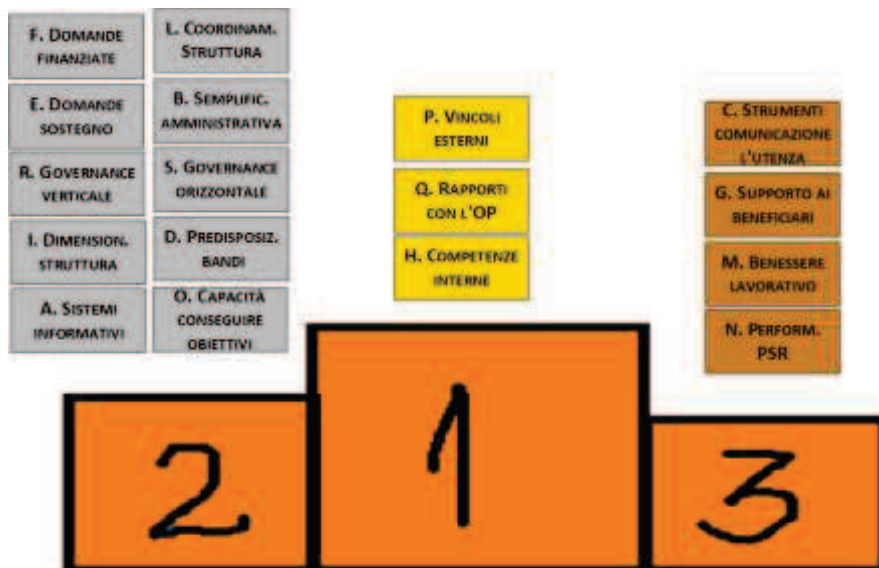 F. DOMANDE
FINANZIATE
L. COORDINAM.
STRUTTURA
E. DOMANDE
SOSTEGNO
B. SEMPLIFIC.
AMMINISTRATIVA
R. GOVERNANCE
VERTICALE
S. GOVERNANCE
ORIZZONTALE
I. DIMENSION.
STRUTTURA
D. PREDISPOSIZ.
BANDI
A. SISTEMI
INFORMATIVI
O. CAPACITÀ
CONSEGUIRE
OBIETTIVI
P. VINCOLI
ESTERNI
Q. RAPPORTI
CON L'OP
H. COMPETENZE
INTERNE
C. STRUMENTI
COMUNICAZIONE
L'UTENZA
G. SUPPORTO AI
BENEFICIARI
M. BENESSERE
LAVORATIVO
N. PERFORM.
PSR
2
1
3